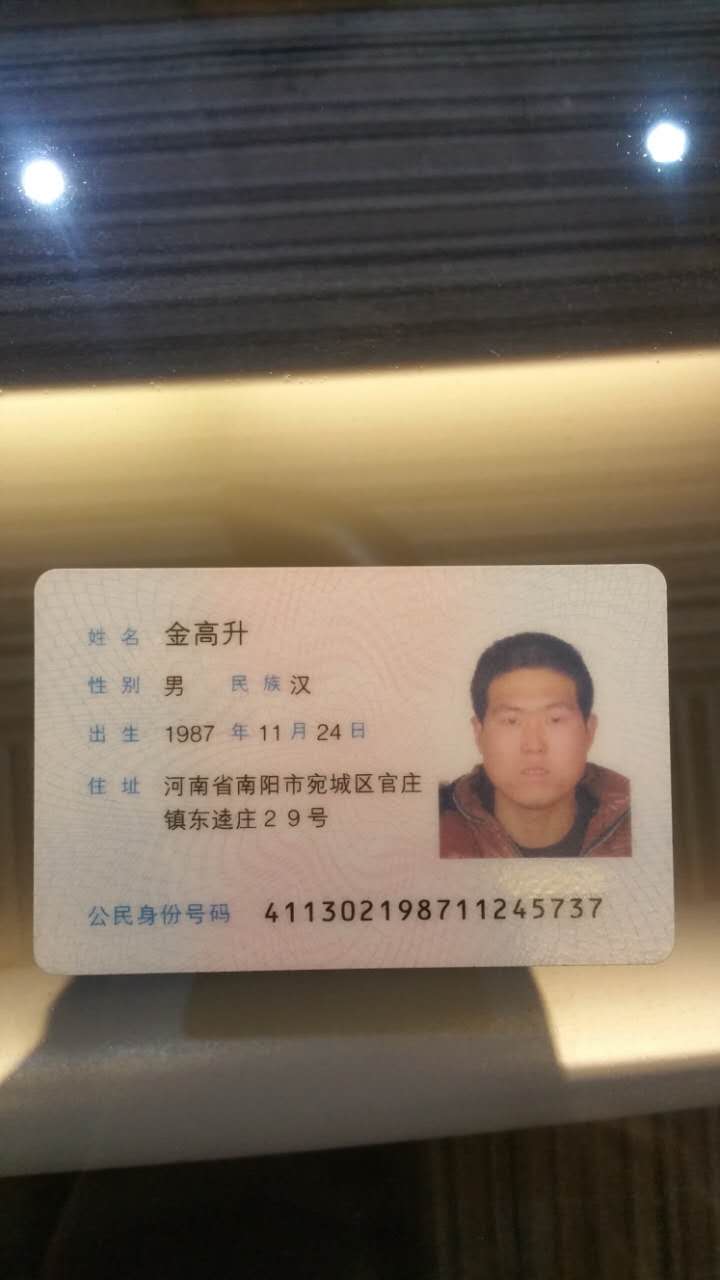 姓名 金高升
性别 男 民族 汉
出生 1987 年 11 月 24 日
住址 河南省南阳市宛城区官庄
镇东逵庄29号
公民身份号码 411302198711245737